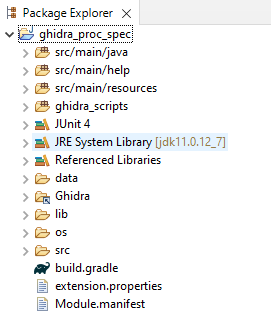 Package Explorer
ghidra_proc_spec
src/main/java
src/main/help
src/main/resources
ghidra_scripts
JUnit 4
JRE System Library [jdk11.0.12_7]
Referenced Libraries
data
Ghidra
lib
os
src
build.gradle
extension.properties
Module.manifest